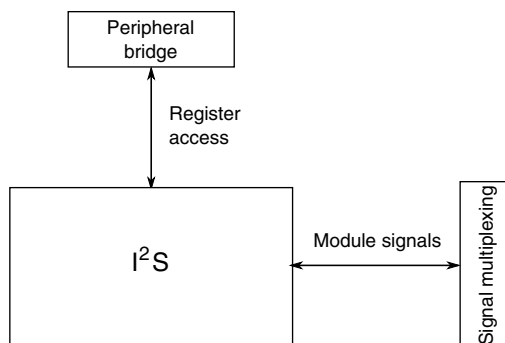 Peripheral
bridge
Register
access
I²S
Module signals
Signal multiplexing